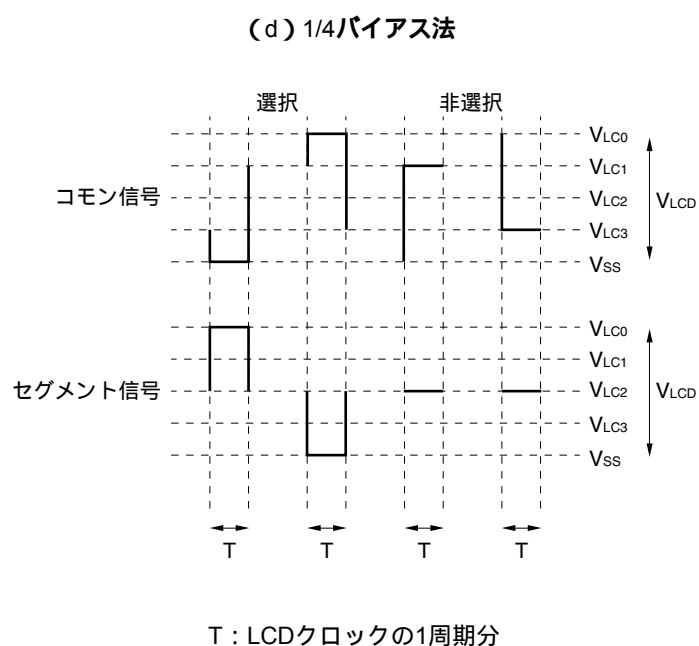 （d）1/4バイアス法
選択 非選択
コモン信号
VLC0
VLC1
VLC2
VLC3
VSS
VLCD
セグメント信号
VLC0
VLC1
VLC2
VLC3
VSS
VLCD
T T T T
T：LCDクロックの1周期分